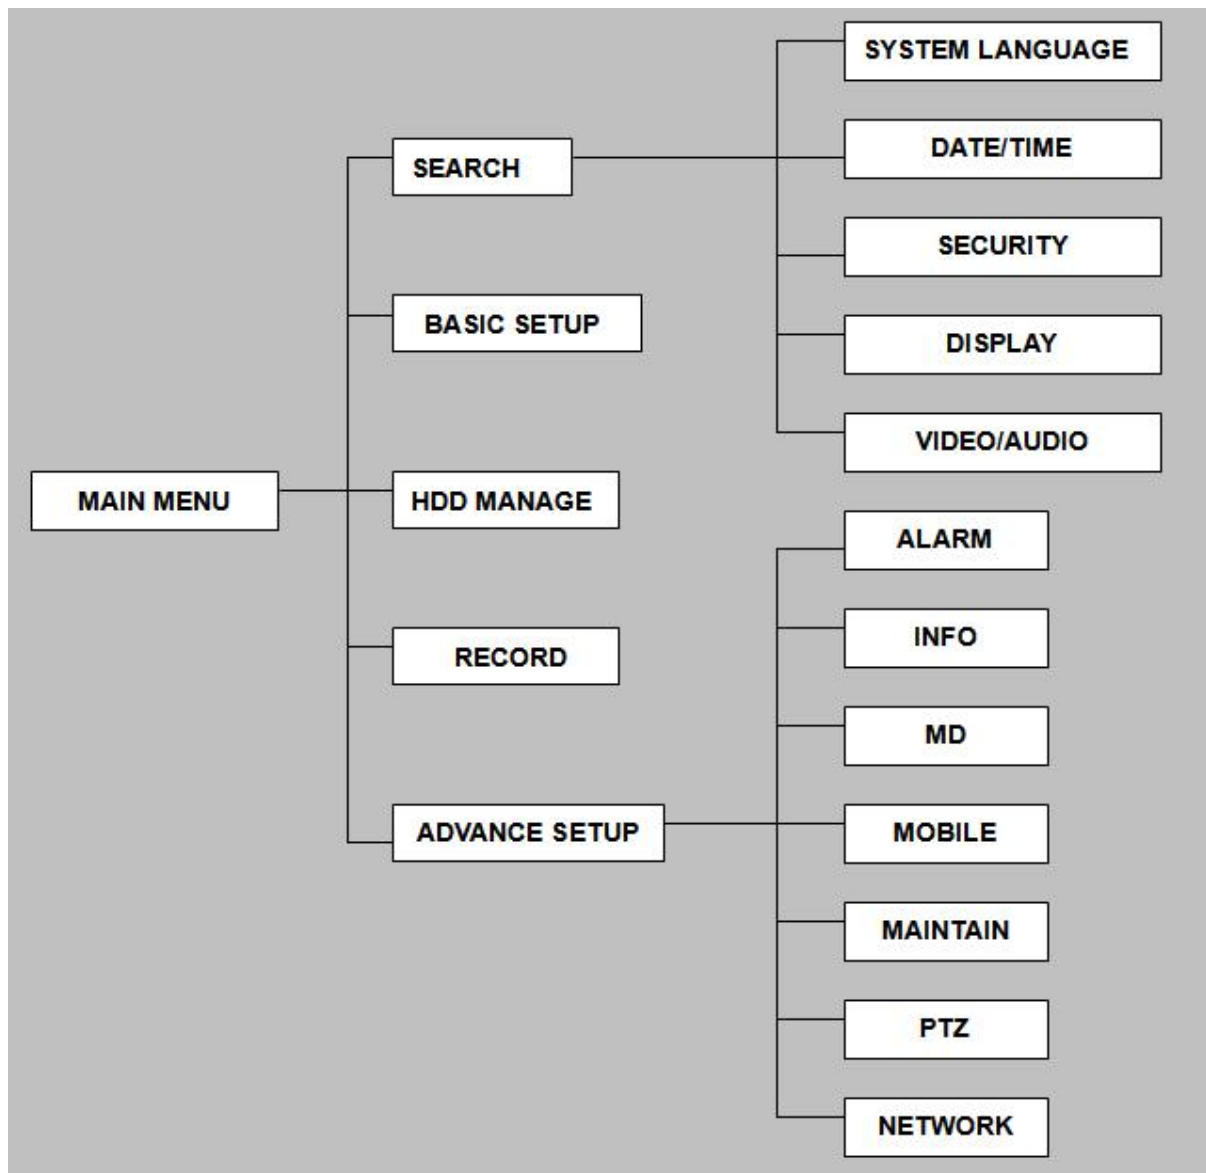 MAIN MENU
SEARCH
BASIC SETUP
HDD MANAGE
RECORD
ADVANCE SETUP
SYSTEM LANGUAGE
DATE/TIME
SECURITY
DISPLAY
VIDEO/AUDIO
ALARM
INFO
MD
MOBILE
MAINTAIN
PTZ
NETWORK